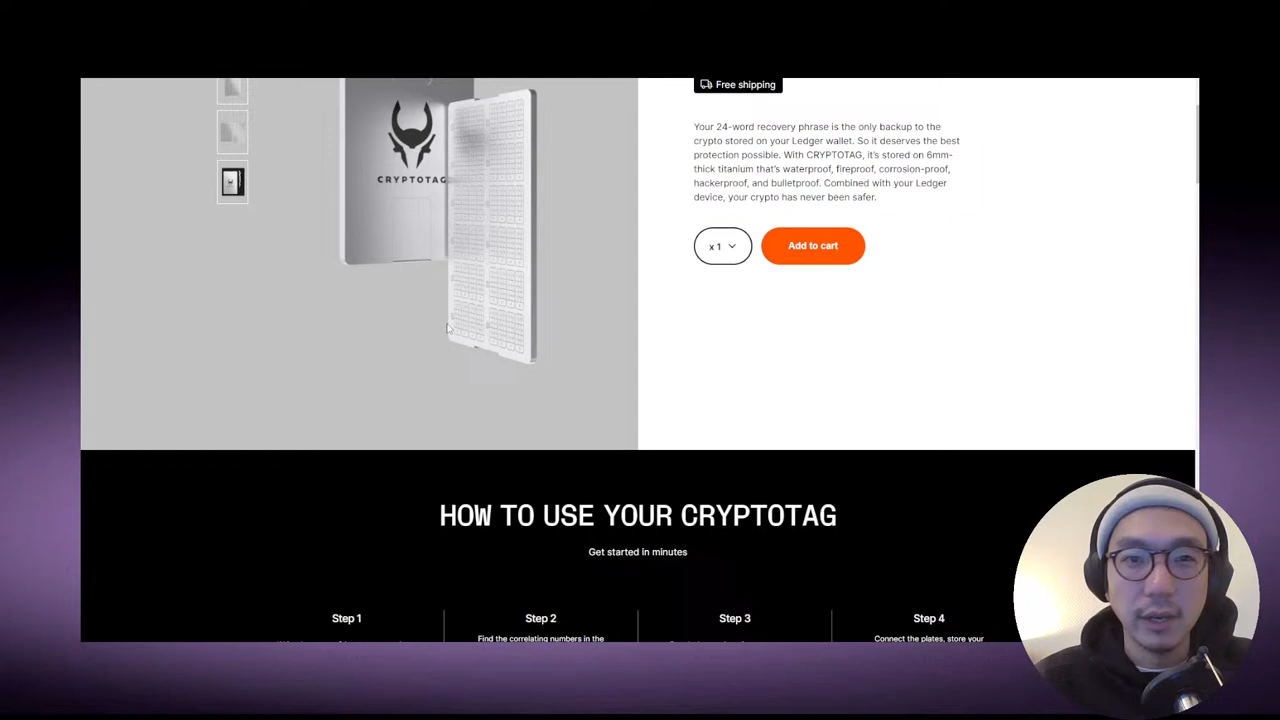 Free shipping
Your 24-word recovery phrase is the only backup to the
crypto stored on your Ledger wallet. So it deserves the best
protection possible. With CRYPTOTAG, it's stored on 6mm-
thick titanium that's waterproof, fireproof, corrosion-proof,
hackerproof, and bulletproof. Combined with your Ledger
device, your crypto has never been safer.
CRYPTOTAG
x 1
Add to cart
HOW TO USE YOUR CRYPTOTAG
Get started in minutes
Step 1
Step 2
Step 3
Step 4
Find the correlating numbers in the
Connect the plates, store your